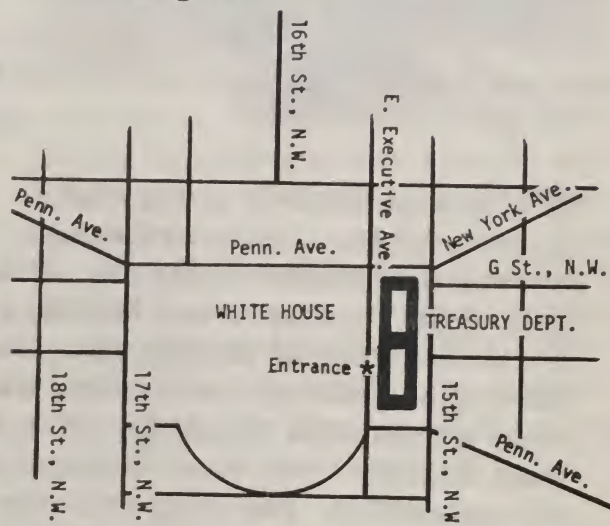 16th St., N.W.
E. Executive Ave.
Penn. Ave.
Penn. Ave.
New York Ave.
G St., N.W.
WHITE HOUSE
TREASURY DEPT.
Entrance *
18th St., N.W.
17th St., N.W.
15th St., N.W
Penn. Ave.